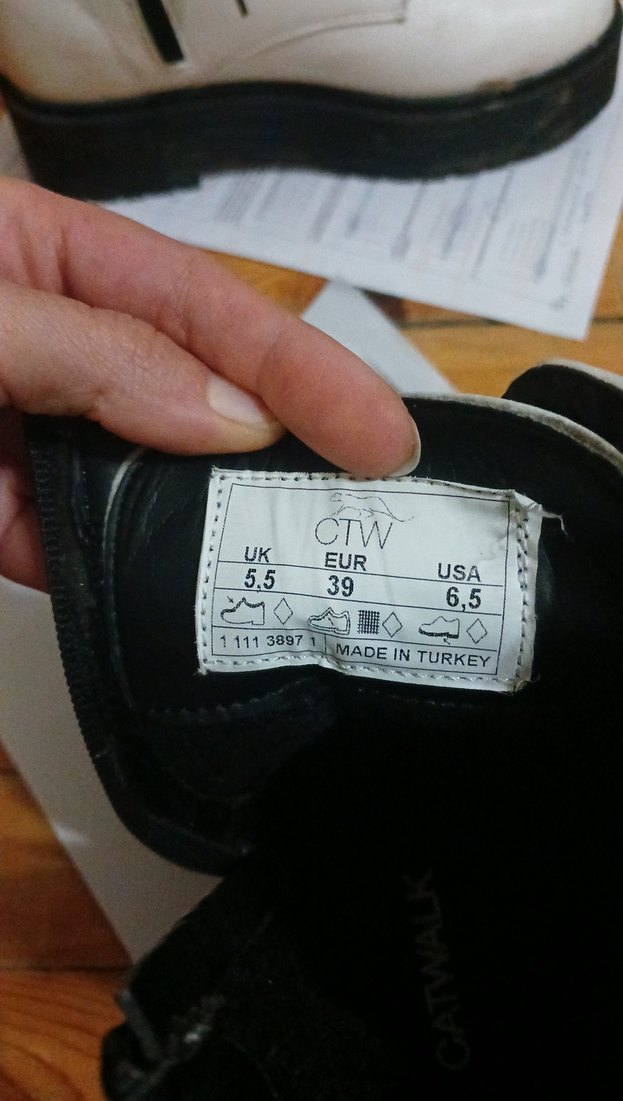 CTW
UK EUR USA
5.5 39 6,5
1 111 3897 1 MADE IN TURKEY
CATWALK